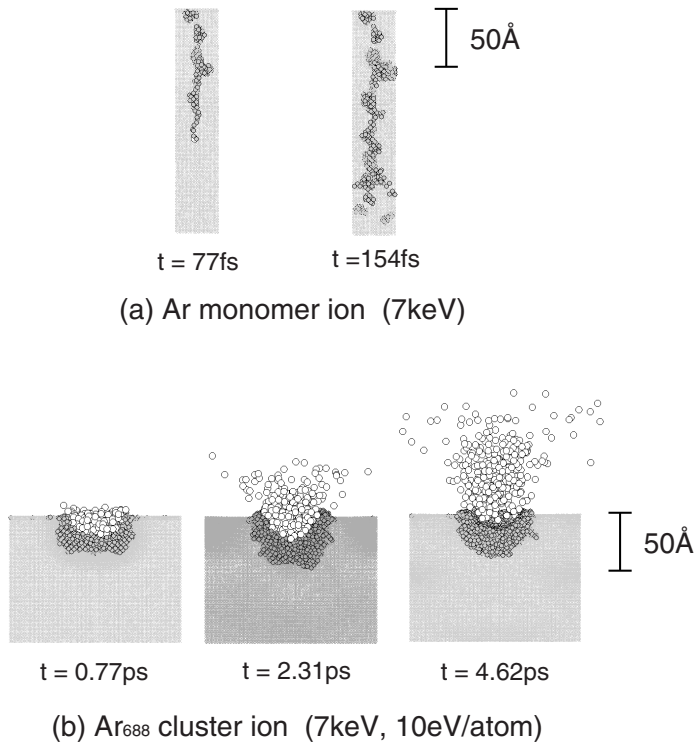 50Å
t = 77fs
t =154fs
(a) Ar monomer ion (7keV)
50Å
t = 0.77ps
t = 2.31ps
t = 4.62ps
(b) Ar₆₈₈ cluster ion (7keV, 10eV/atom)